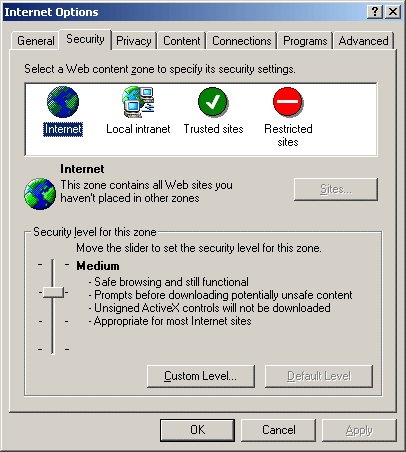 Internet Options
General Security Privacy Content Connections Programs Advanced
Select a Web content zone to specify its security settings.
Internet Local intranet Trusted sites Restricted
sites
Internet
This zone contains all Web sites you
haven't placed in other zones
Sites...
Security level for this zone
Move the slider to set the security level for this zone.
Medium
- Safe browsing and still functional
- Prompts before downloading potentially unsafe content
- Unsigned ActiveX controls will not be downloaded
- Appropriate for most Internet sites
Custom Level... Default Level
OK Cancel Apply